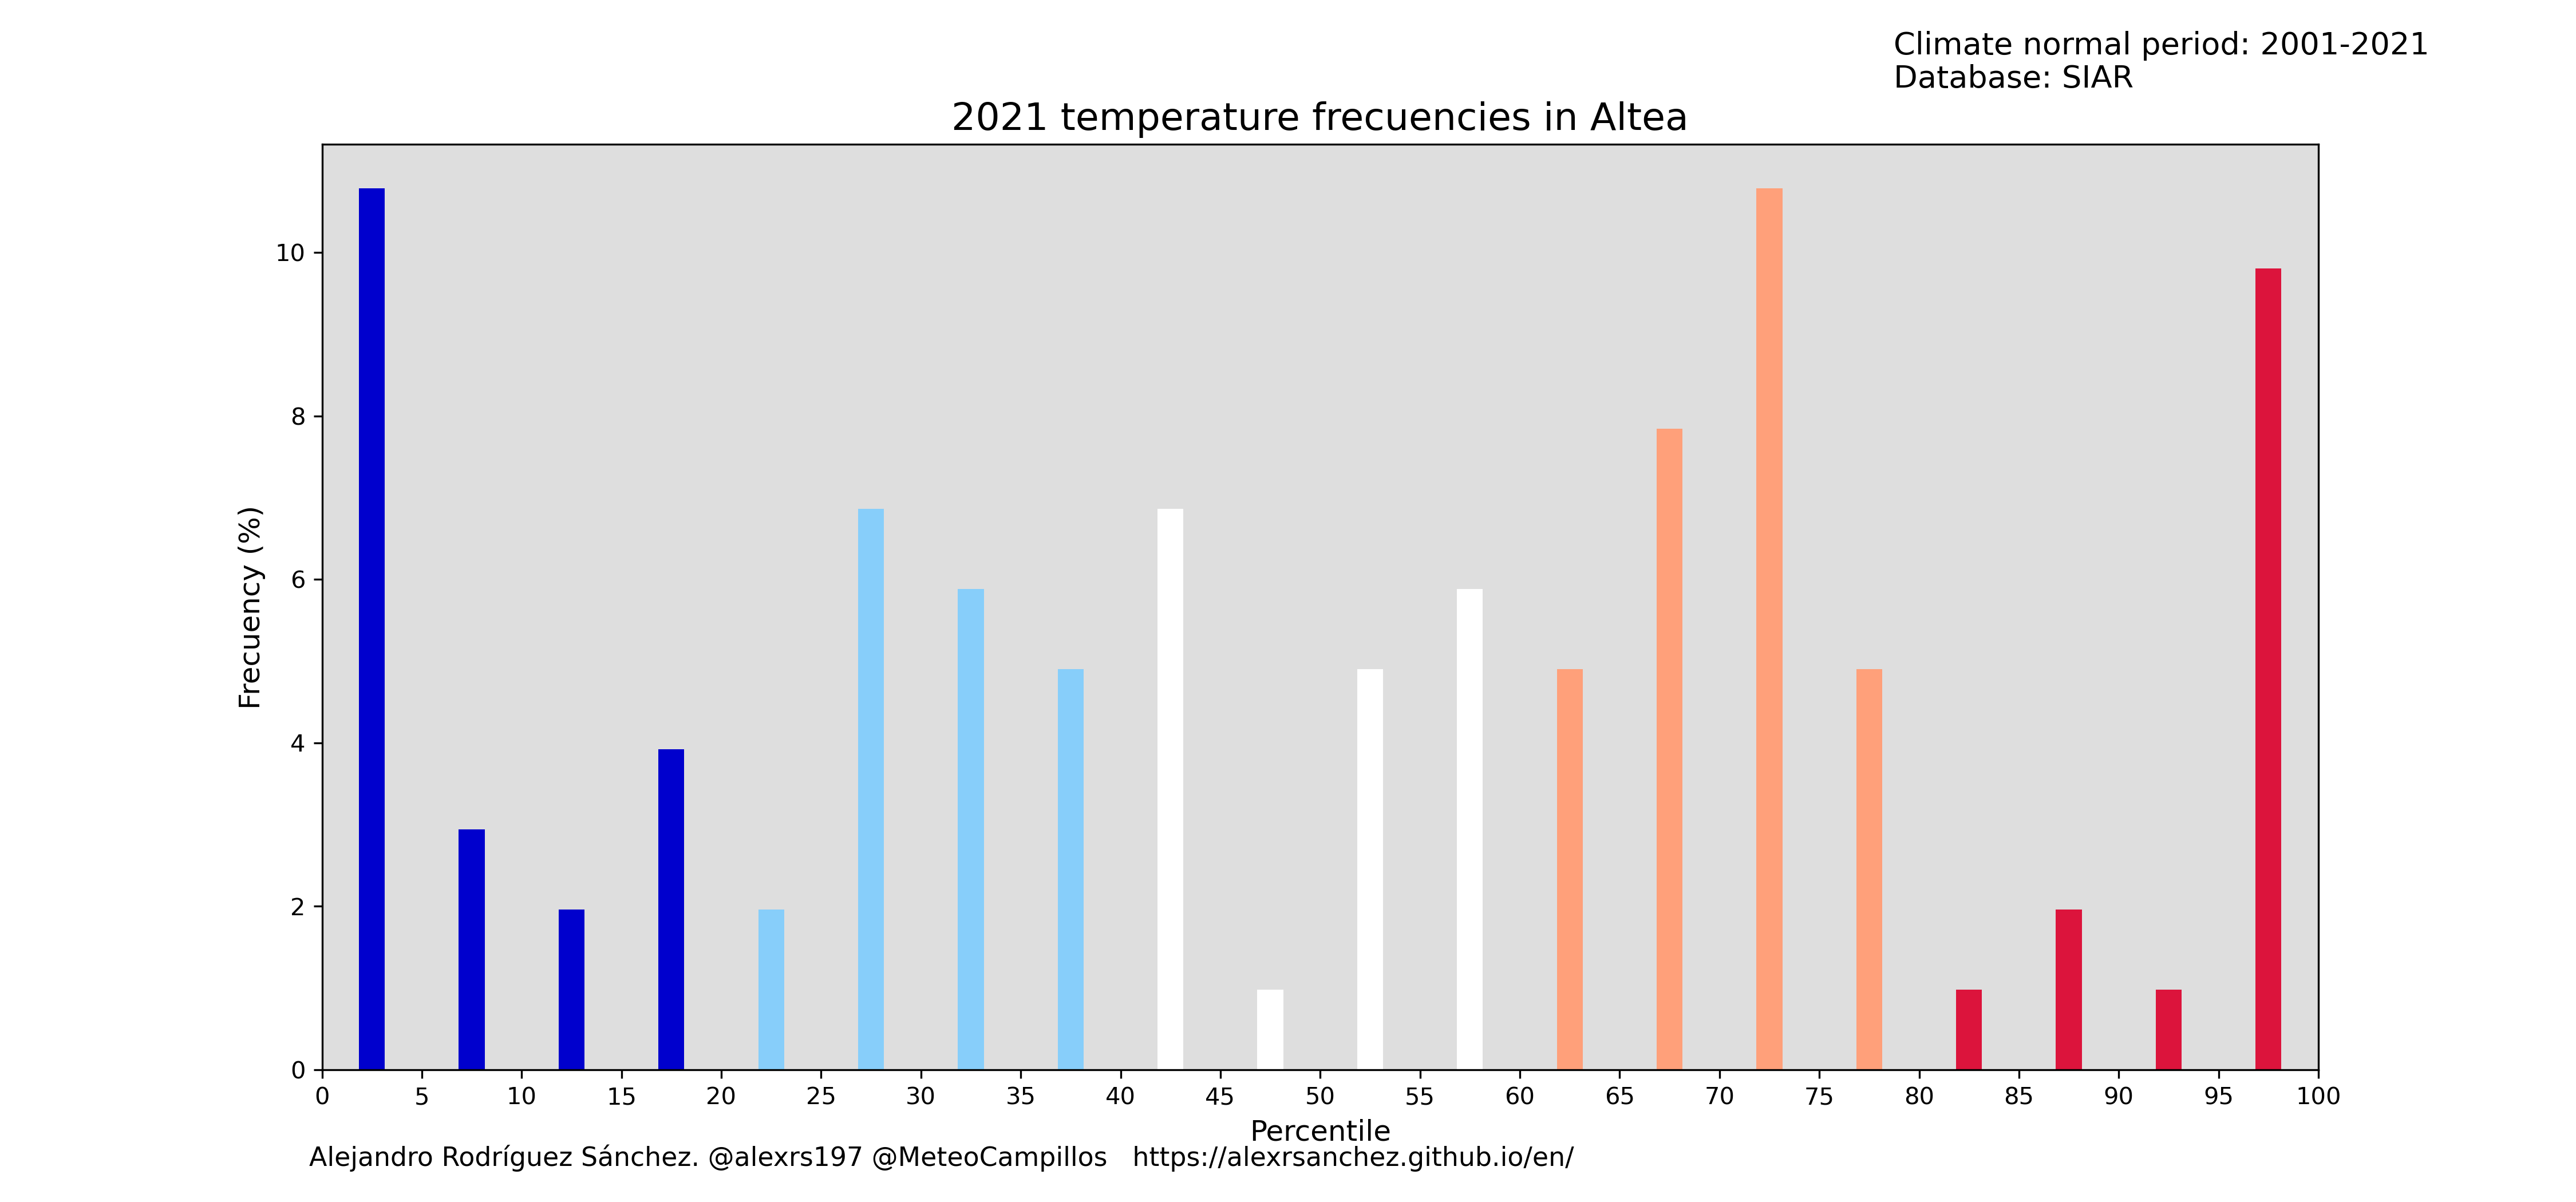 Climate normal period: 2001-2021
Database: SIAR
2021 temperature frecuencies in Altea
Frecuency (%)
10
8
6
4
2
0
0 5 10 15 20 25 30 35 40 45 50 55 60 65 70 75 80 85 90 95 100
Percentile
Alejandro Rodríguez Sánchez. @alexrs197 @MeteoCampillos https://alexrsanchez.github.io/en/